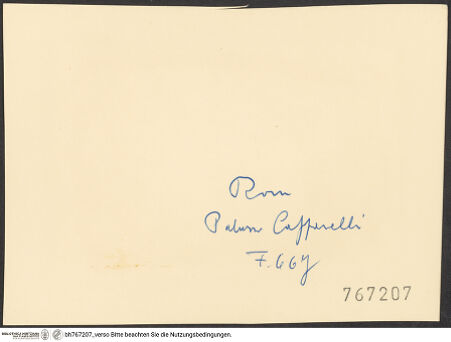 Rom
Palazzo Caffarelli
F. 667
767207
bh767207_verso Bitte beachten Sie die Nutzungsbedingungen.